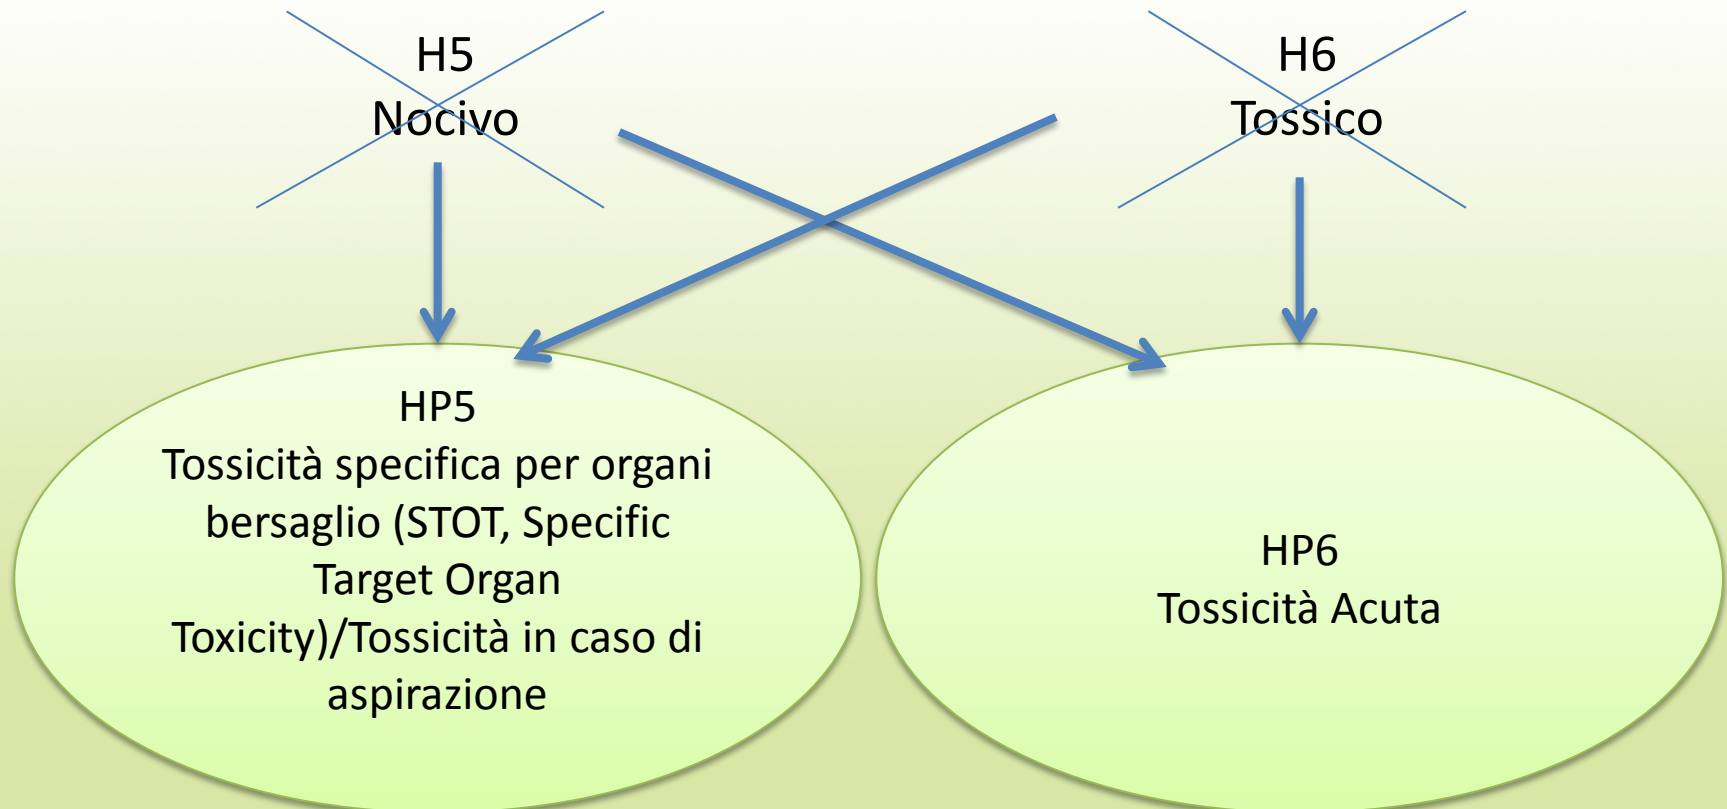 H5
Nocivo
H6
Tossico
HP5
Tossicità specifica per organi
bersaglio (STOT, Specific
Target Organ
Toxicity)/Tossicità in caso di
aspirazione
HP6
Tossicità Acuta